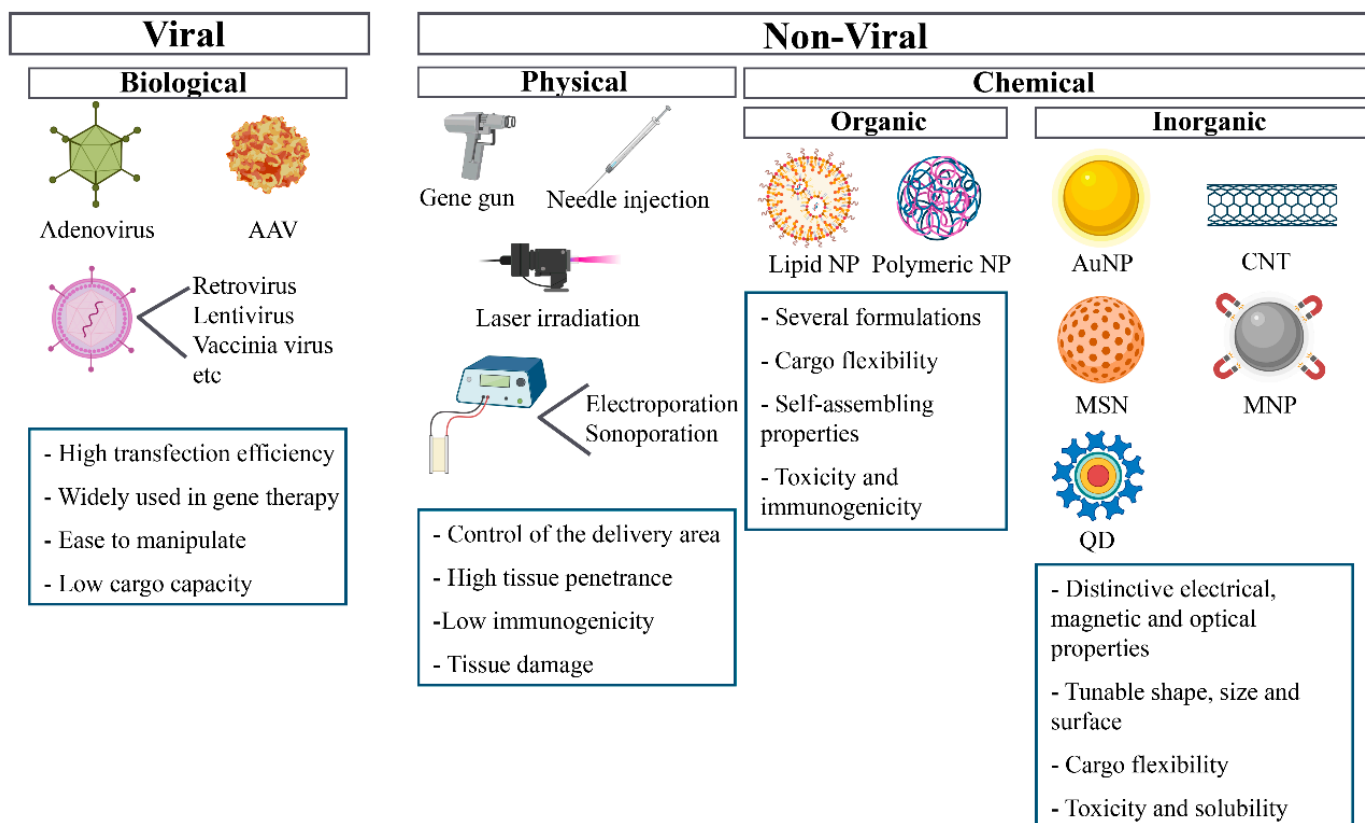 Viral
Biological
Adenovirus
AAV
Retrovirus
Lentivirus
Vaccinia virus
etc
- High transfection efficiency
- Widely used in gene therapy
- Ease to manipulate
- Low cargo capacity
Non-Viral
Physical
Gene gun
Needle injection
Laser irradiation
Electroporation
Sonoporation
- Control of the delivery area
- High tissue penetrance
-Low immunogenicity
- Tissue damage
Chemical
Organic
Lipid NP
Polymeric NP
- Several formulations
- Cargo flexibility
- Self-assembling
properties
- Toxicity and
immunogenicity
Inorganic
AuNP
CNT
MSN
MNP
QD
- Distinctive electrical,
magnetic and optical
properties
- Tunable shape, size and
surface
- Cargo flexibility
- Toxicity and solubility